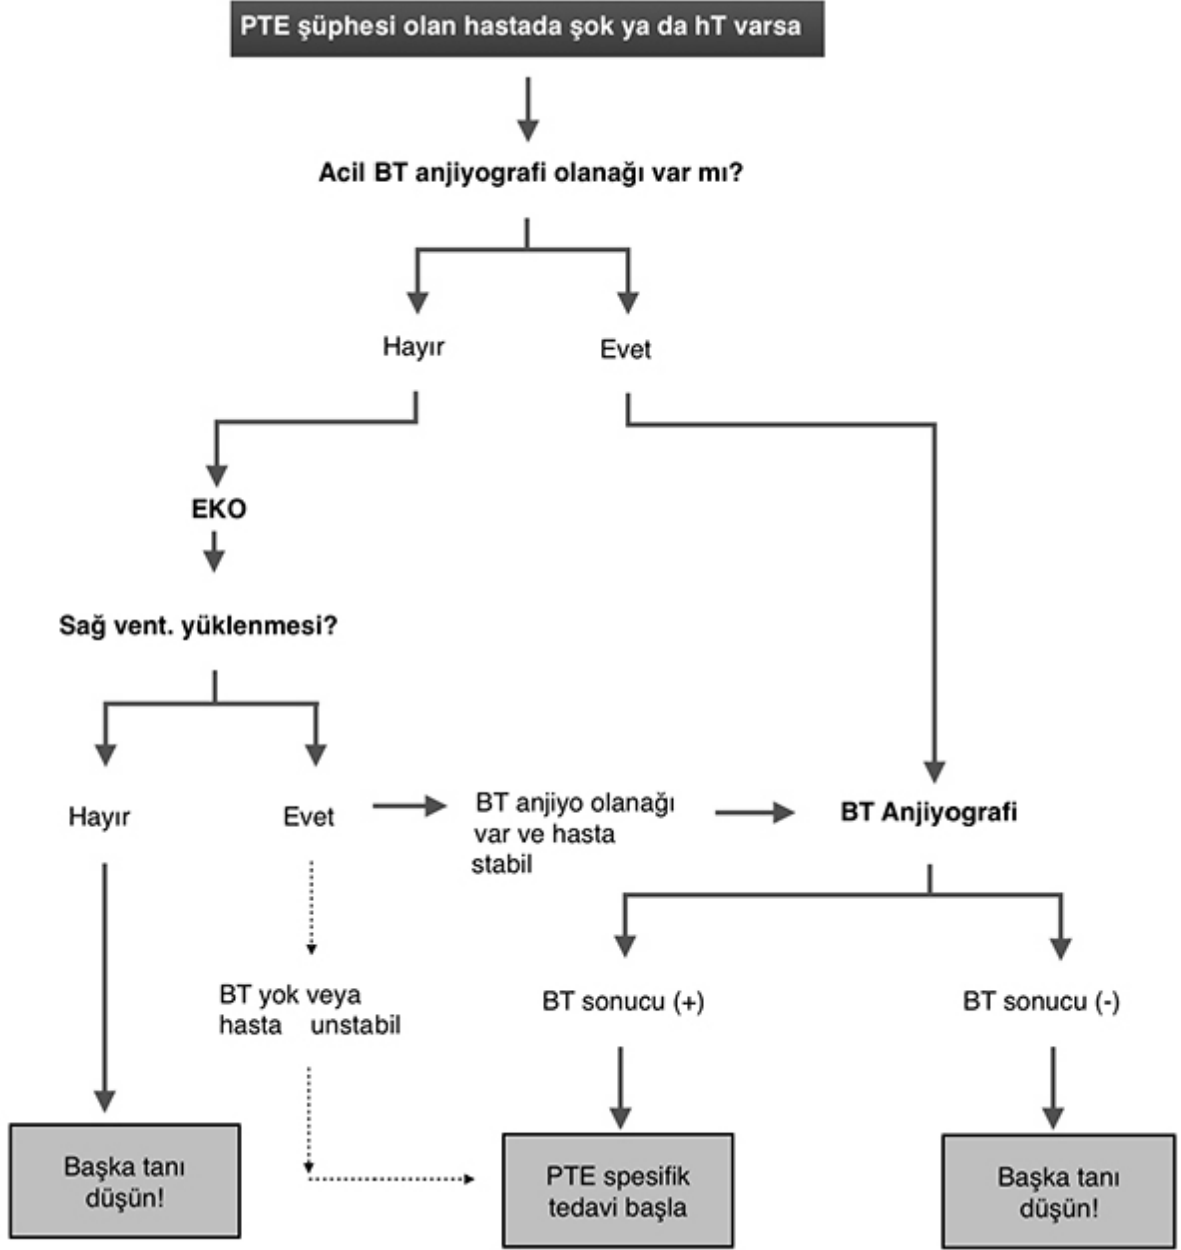 PTE şüphesi olan hastada şok ya da hT varsa
Acil BT anjiyografi olanağı var mı?
Hayır
Evet
EKO
Sağ vent. yüklenmesi?
Hayır
Evet
BT anjiyo olanağı
var ve hasta
stabil
BT Anjiyografi
BT yok veya
hasta unstabil
BT sonucu (+)
BT sonucu (-)
Başka tanı
düşün!
PTE spesifik
tedavi başla
Başka tanı
düşün!